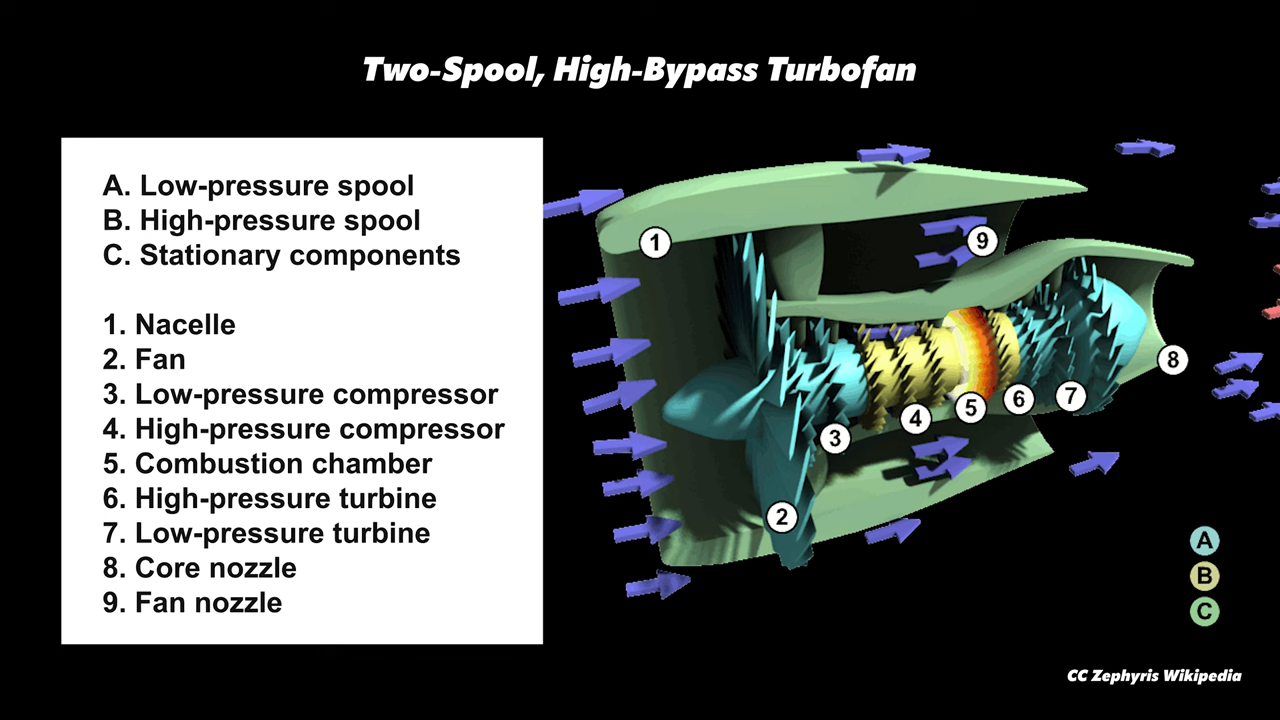 Two-Spool, High-Bypass Turbofan
A. Low-pressure spool
B. High-pressure spool
C. Stationary components
1. Nacelle
2. Fan
3. Low-pressure compressor
4. High-pressure compressor
5. Combustion chamber
6. High-pressure turbine
7. Low-pressure turbine
8. Core nozzle
9. Fan nozzle
1
9
8
7
6
5
4
3
2
A
B
C
CC Zephyris Wikipedia